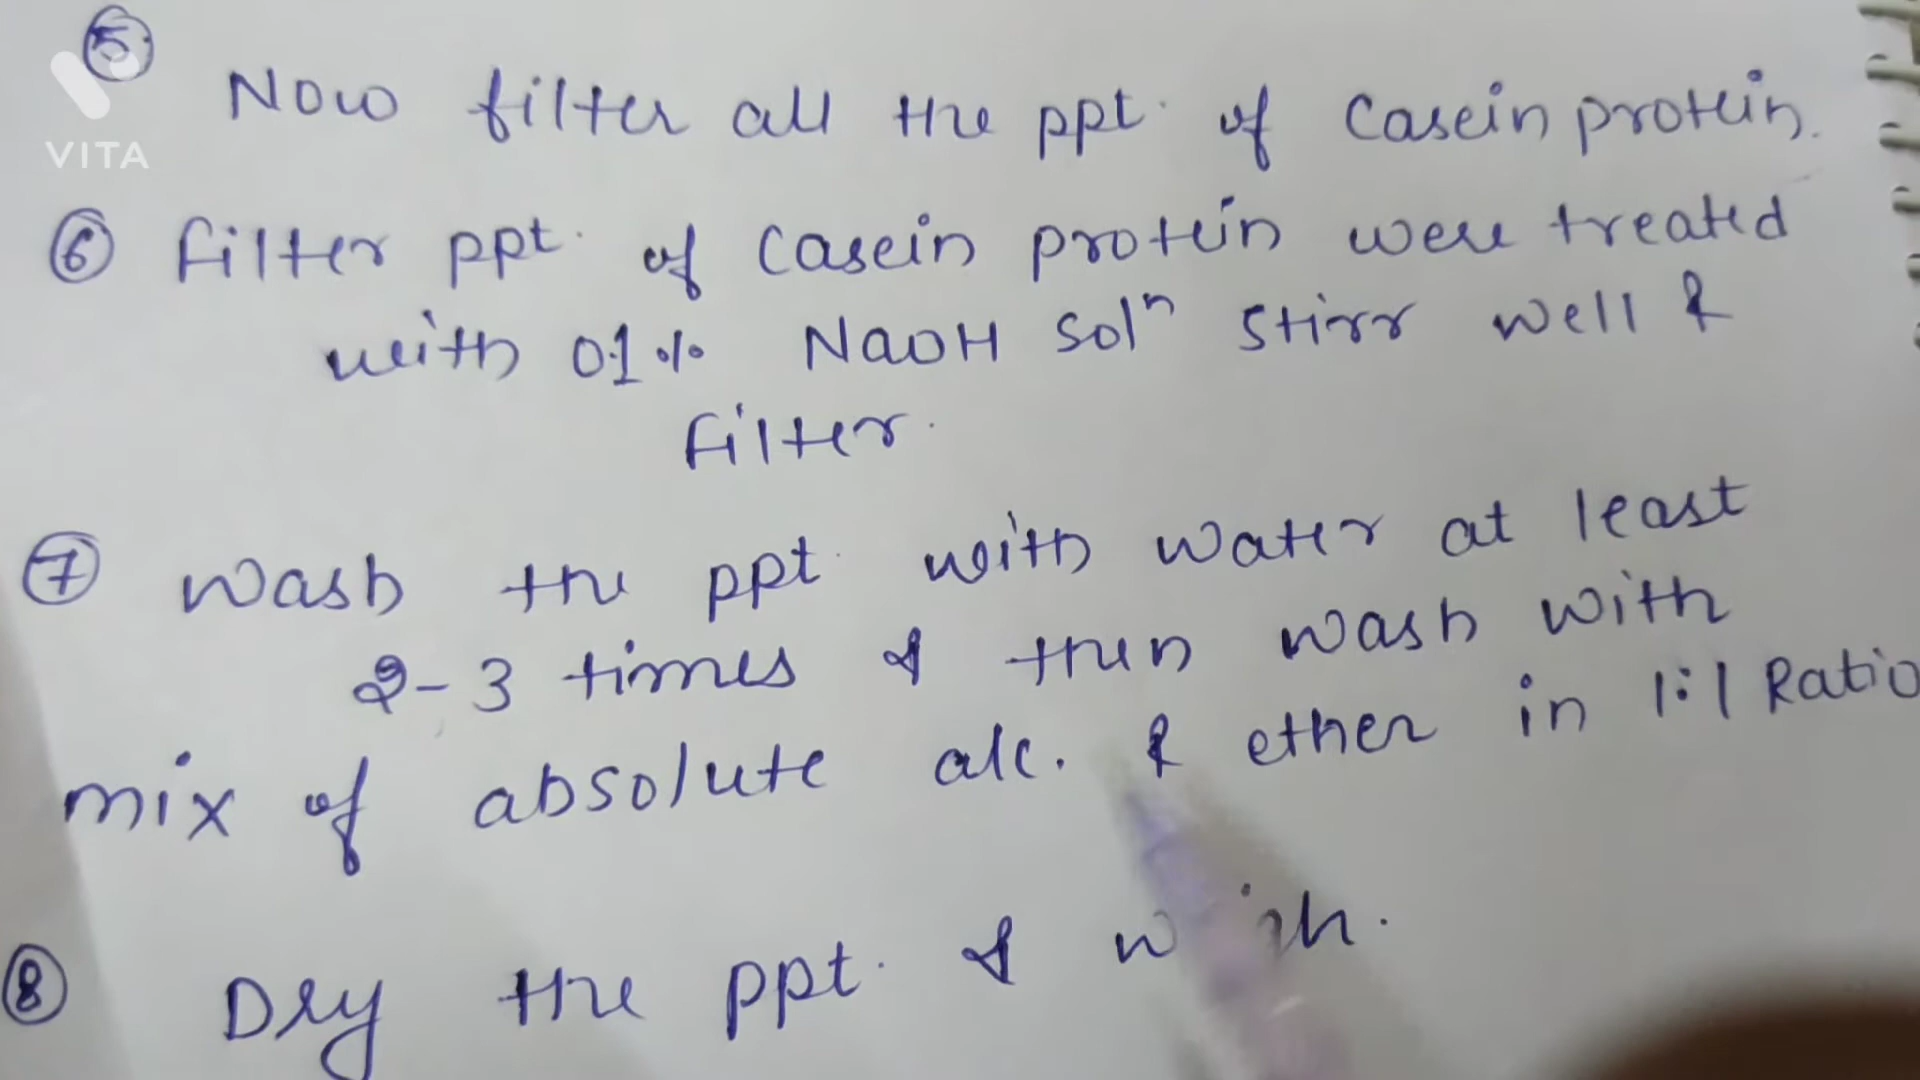 ⑤
Now filter all the ppt. of Casein protein.
VITA
⑥ Filter ppt. of Casein protein were treated
with 0.1% NaOH solⁿ stirr well &
Filter.
⑦ Wash the ppt. with water at least
2-3 times & then wash with
mix of absolute alc. & ether in 1:1 Ratio
⑧ Dry the ppt. &